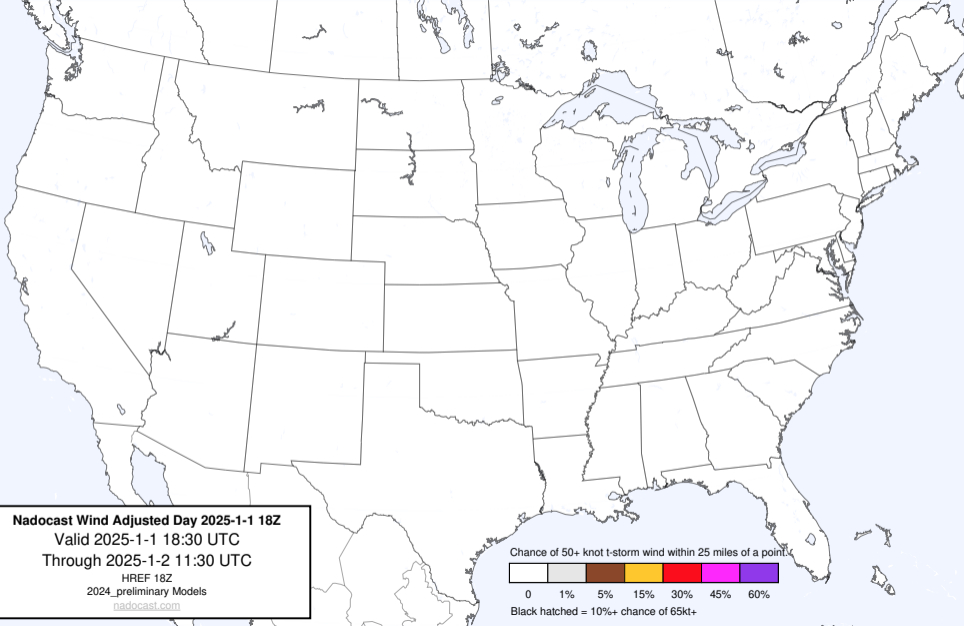 Nadocast Wind Adjusted Day 2025-1-1 18Z
Valid 2025-1-1 18:30 UTC
Through 2025-1-2 11:30 UTC
HREF 18Z
2024_preliminary Models
nadocast.com
Chance of 50+ knot t-storm wind within 25 miles of a point.
0 1% 5% 15% 30% 45% 60%
Black hatched = 10%+ chance of 65kt+